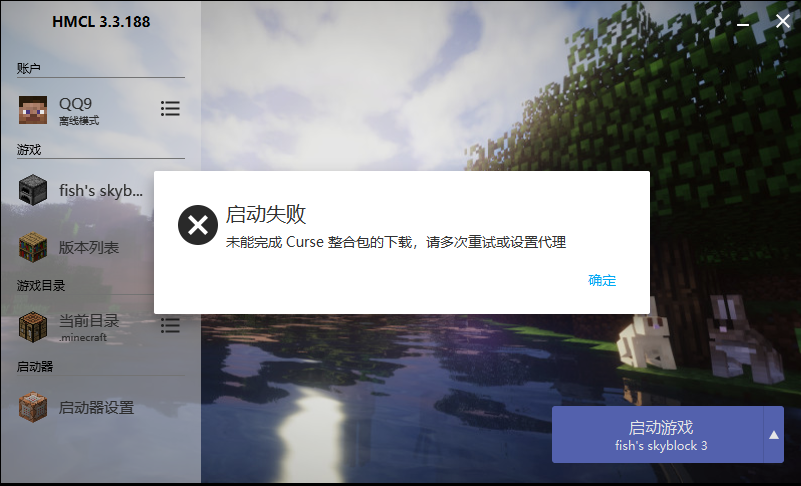 HMCL 3.3.188
账户
QQ9
离线模式
游戏
fish's skyb...
版本列表
游戏目录
当前目录
.minecraft
启动器
启动器设置
启动失败
未能完成 Curse 整合包的下载，请多次重试或设置代理
确定
启动游戏
fish's skyblock 3